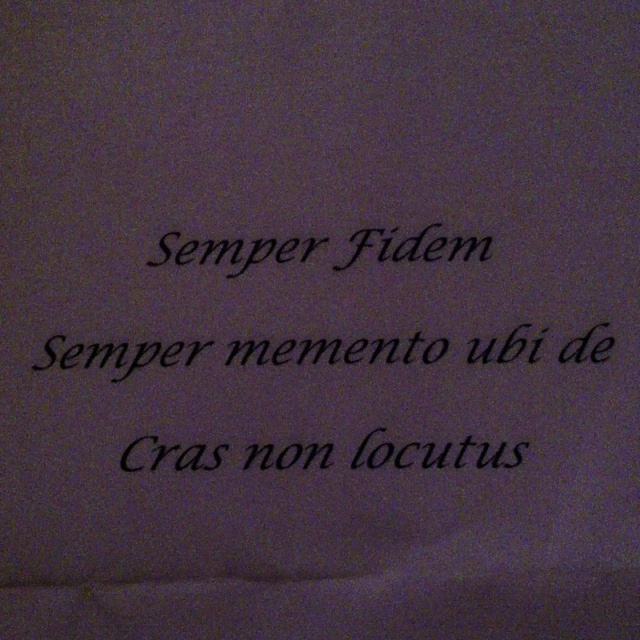 Semper Fidem
Semper memento ubi de
Cras non locutus